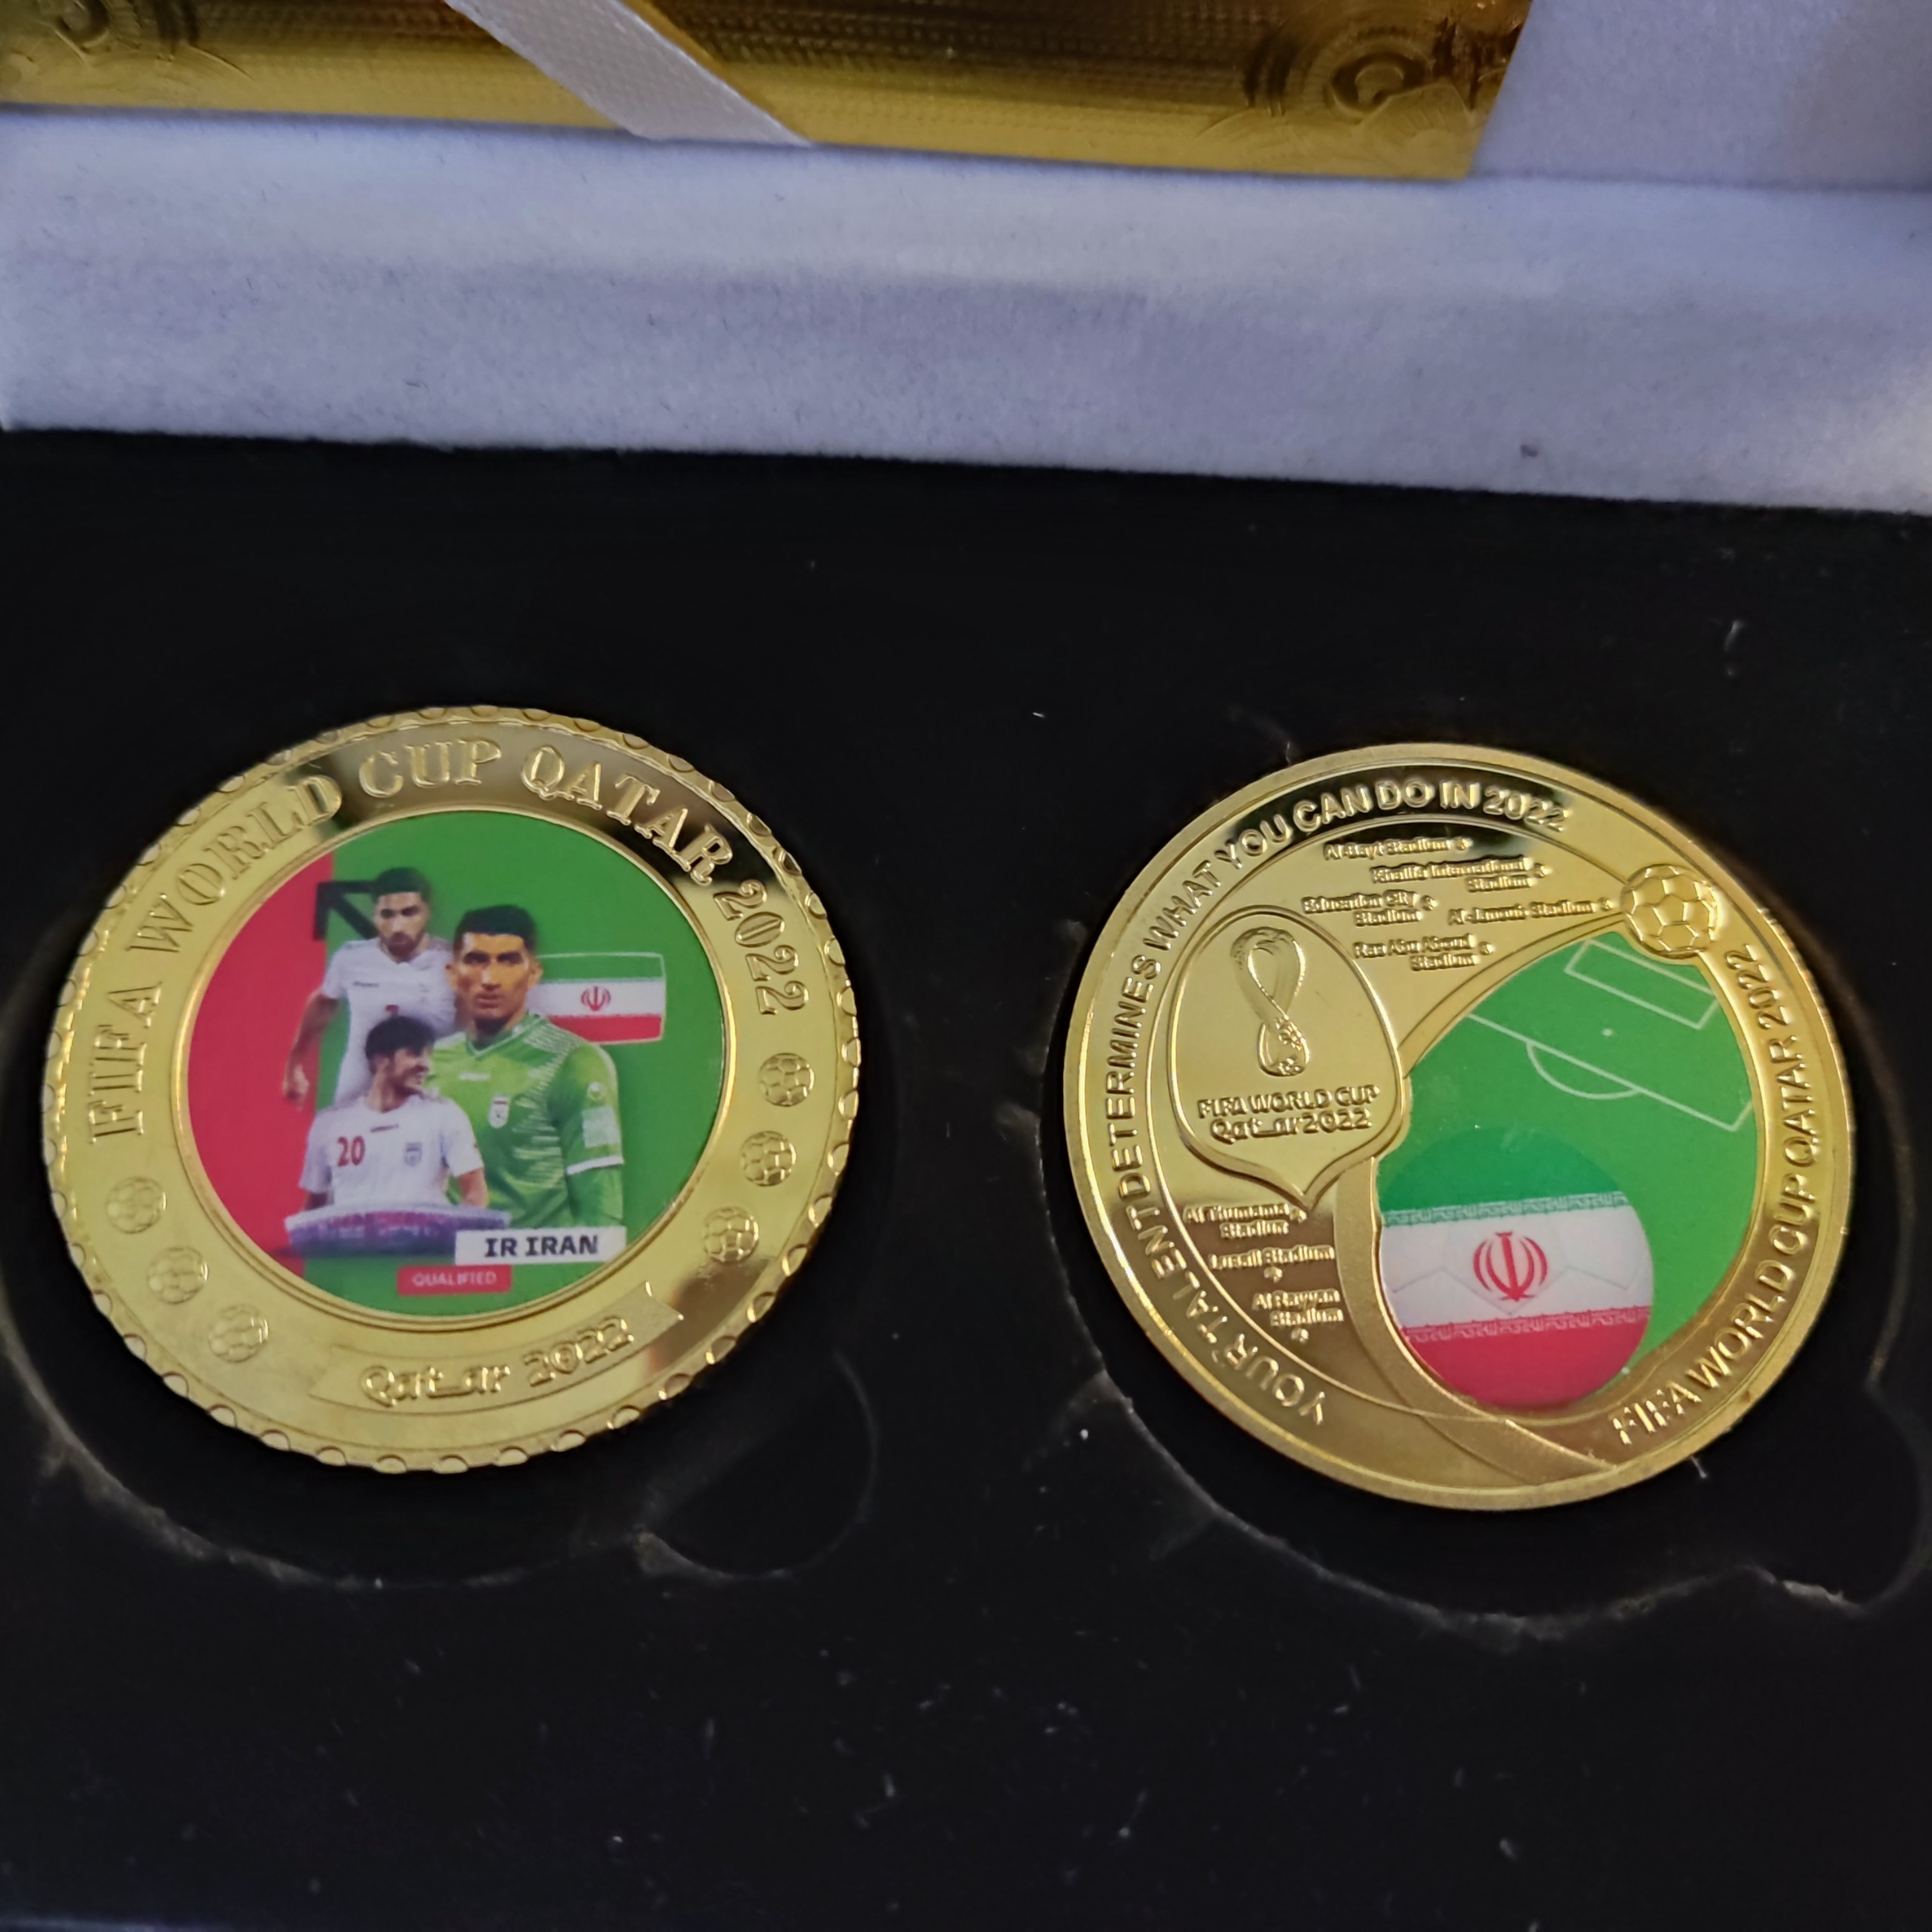 FIFA WORLD CUP QATAR 2022
20
IR IRAN
QUALIFIED
Qatar 2022
YOUR TALENT DETERMINES WHAT YOU CAN DO IN 2022
Al Bayt Stadium
Khalifa International
Stadium
Education City
Stadium
Al Janoub Stadium
Ras Abu Aboud
Stadium
FIFA WORLD CUP
Qatar2022
Al Thumama
Stadium
Lusail Stadium
Al Rayyan
Stadium
FIFA WORLD CUP QATAR 2022